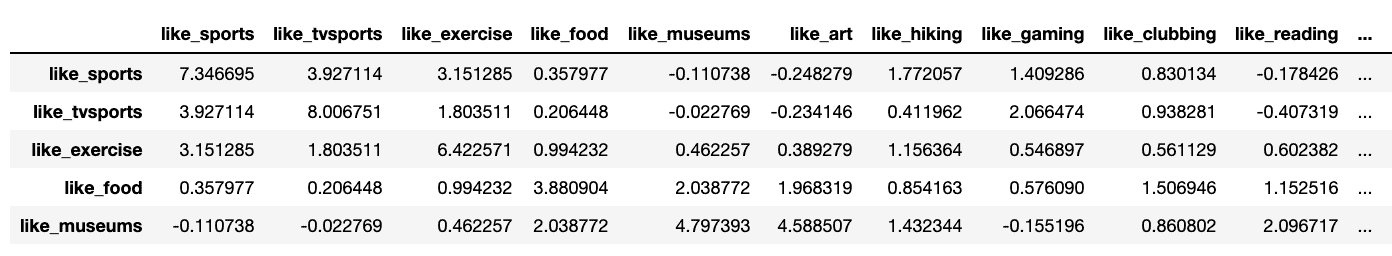 like_sports like_tvsports like_exercise like_food like_museums like_art like_hiking like_gaming like_clubbing like_reading ...
like_sports 7.346695 3.927114 3.151285 0.357977 -0.110738 -0.248279 1.772057 1.409286 0.830134 -0.178426 ...
like_tvsports 3.927114 8.006751 1.803511 0.206448 -0.022769 -0.234146 0.411962 2.066474 0.938281 -0.407319 ...
like_exercise 3.151285 1.803511 6.422571 0.994232 0.462257 0.389279 1.156364 0.546897 0.561129 0.602382 ...
like_food 0.357977 0.206448 0.994232 3.880904 2.038772 1.968319 0.854163 0.576090 1.506946 1.152516 ...
like_museums -0.110738 -0.022769 0.462257 2.038772 4.797393 4.588507 1.432344 -0.155196 0.860802 2.096717 ...